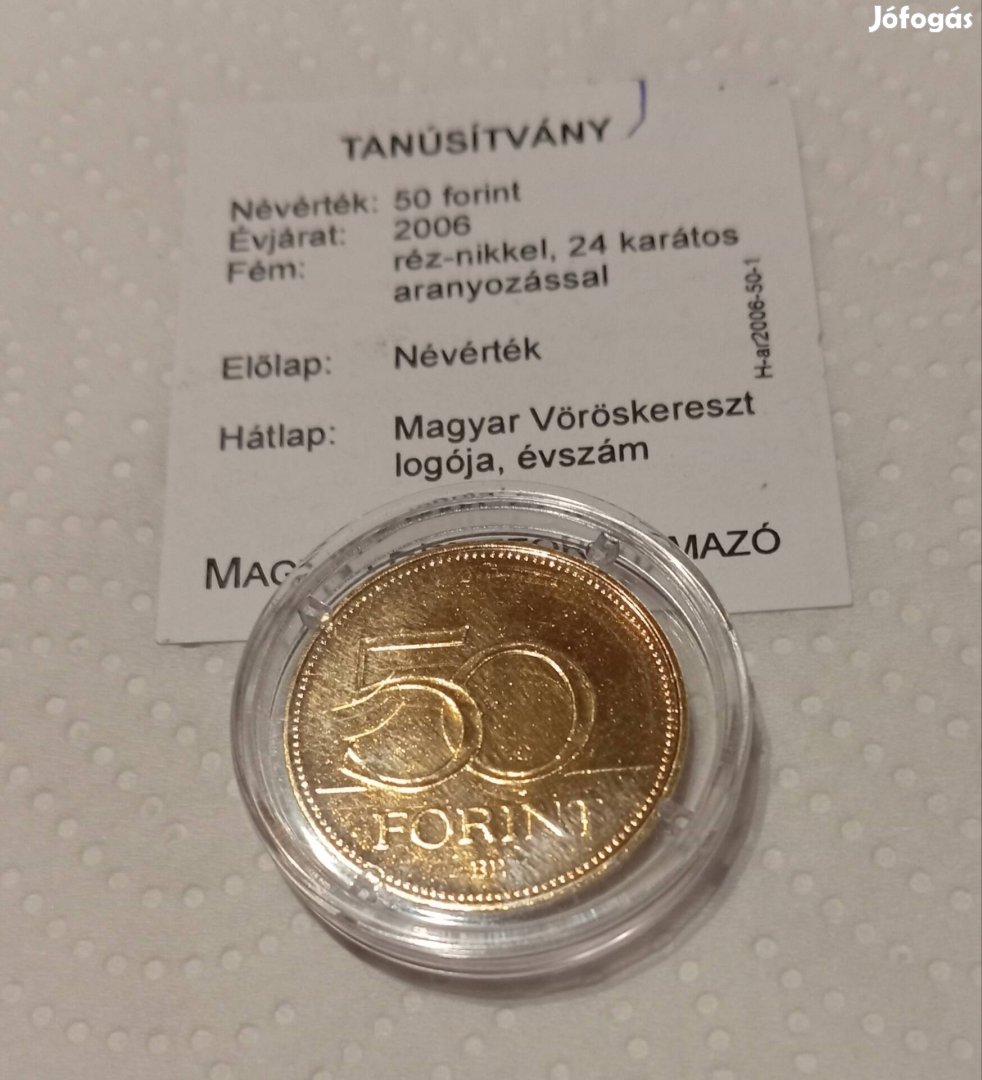 Jófogás
TANÚSÍTVÁNY
Névérték: 50 forint
Évjárat: 2006
Fém: réz-nikkel, 24 karátos
aranyozással
H-ar2006-50-1
Előlap: Névérték
Hátlap: Magyar Vöröskereszt
logója, évszám
50
FORINT
BP.